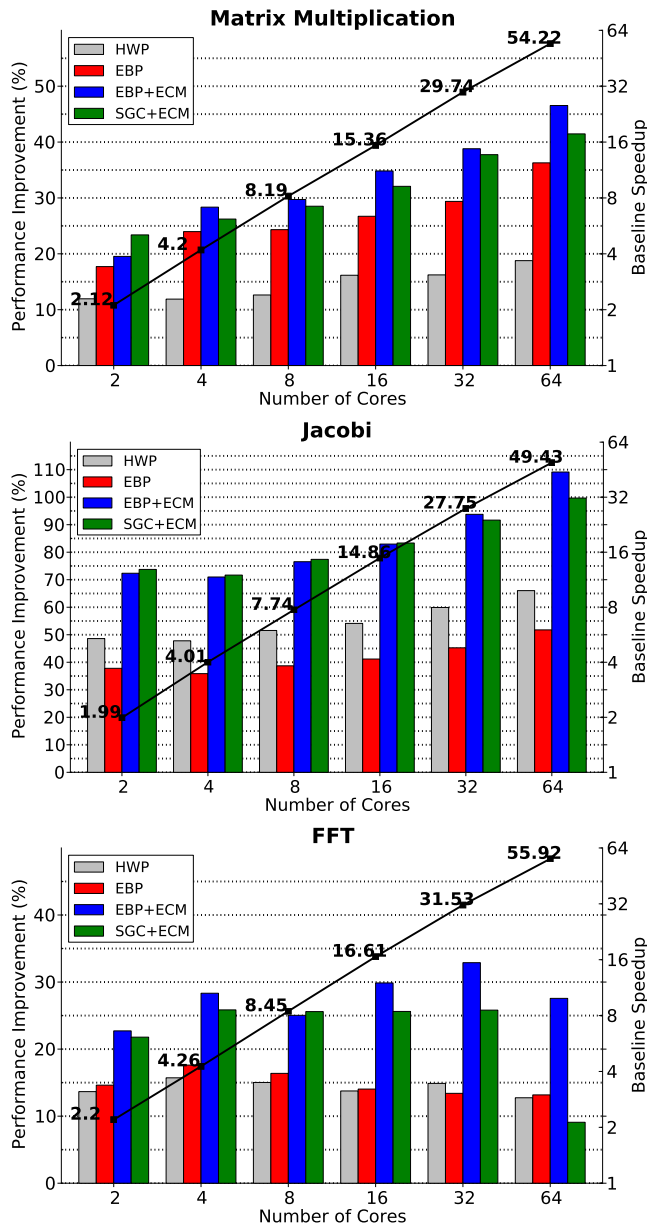 Matrix Multiplication
HWP
EBP
EBP+ECM
SGC+ECM
Performance Improvement (%)
0
10
20
30
40
50
2.12
4.2
8.19
15.36
29.74
54.22
Baseline Speedup
64
32
16
8
4
2
1
2 4 8 16 32 64
Number of Cores
Jacobi
HWP
EBP
EBP+ECM
SGC+ECM
Performance Improvement (%)
110
100
90
80
70
60
50
40
30
20
10
0
1.99
4.01
7.74
14.86
27.75
49.43
Baseline Speedup
64
32
16
8
4
2
1
2 4 8 16 32 64
Number of Cores
FFT
HWP
EBP
EBP+ECM
SGC+ECM
Performance Improvement (%)
40
30
20
10
0
2.2
4.26
8.45
16.61
31.53
55.92
Baseline Speedup
64
32
16
8
4
2
1
2 4 8 16 32 64
Number of Cores